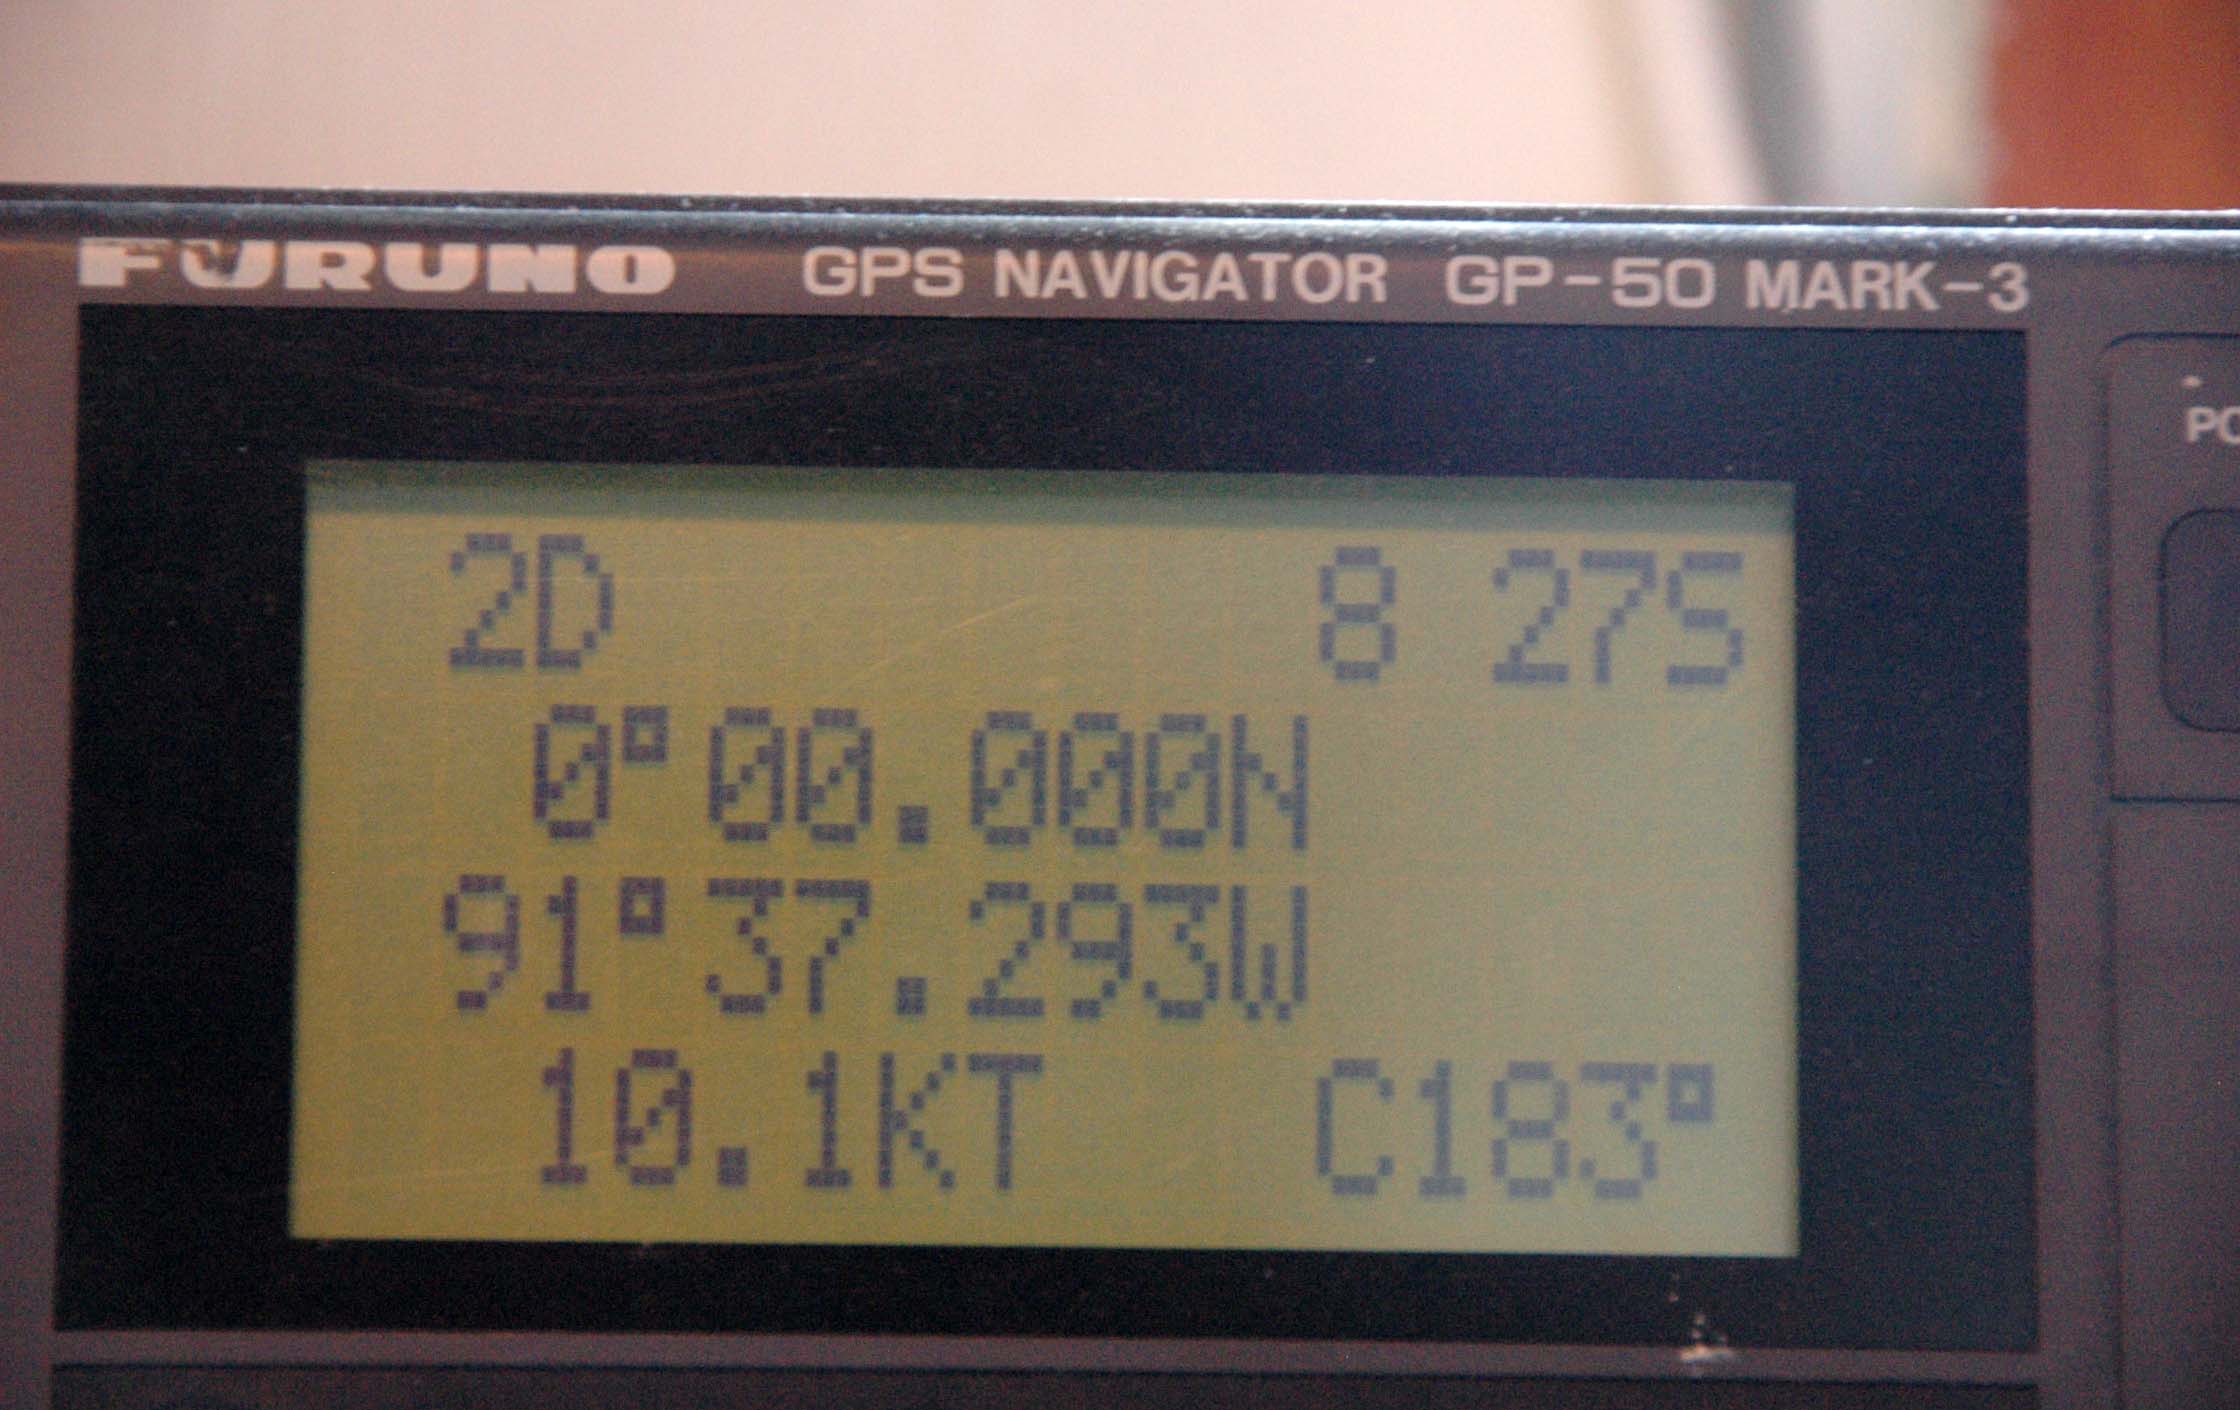 FURUNO GPS NAVIGATOR GP-50 MARK-3
2D 8 27S
0°00.000N
91°37.293W
10.1KT C183°